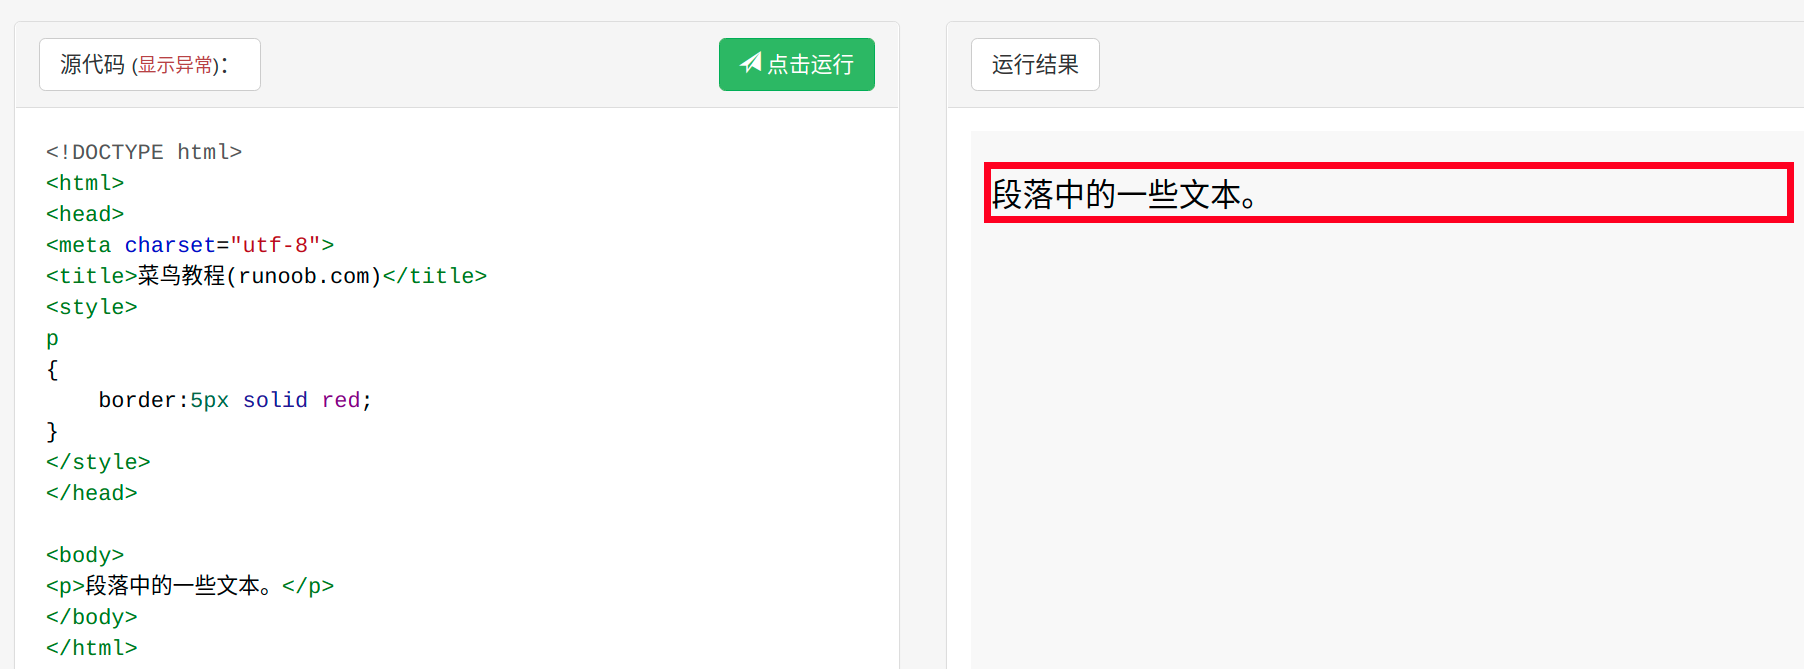 源代码 (显示异常)：
点击运行
<!DOCTYPE html>
<html>
<head>
<meta charset="utf-8">
<title>菜鸟教程(runoob.com)</title>
<style>
p
{
    border:5px solid red;
}
</style>
</head>
<body>
<p>段落中的一些文本。</p>
</body>
</html>
运行结果
段落中的一些文本。